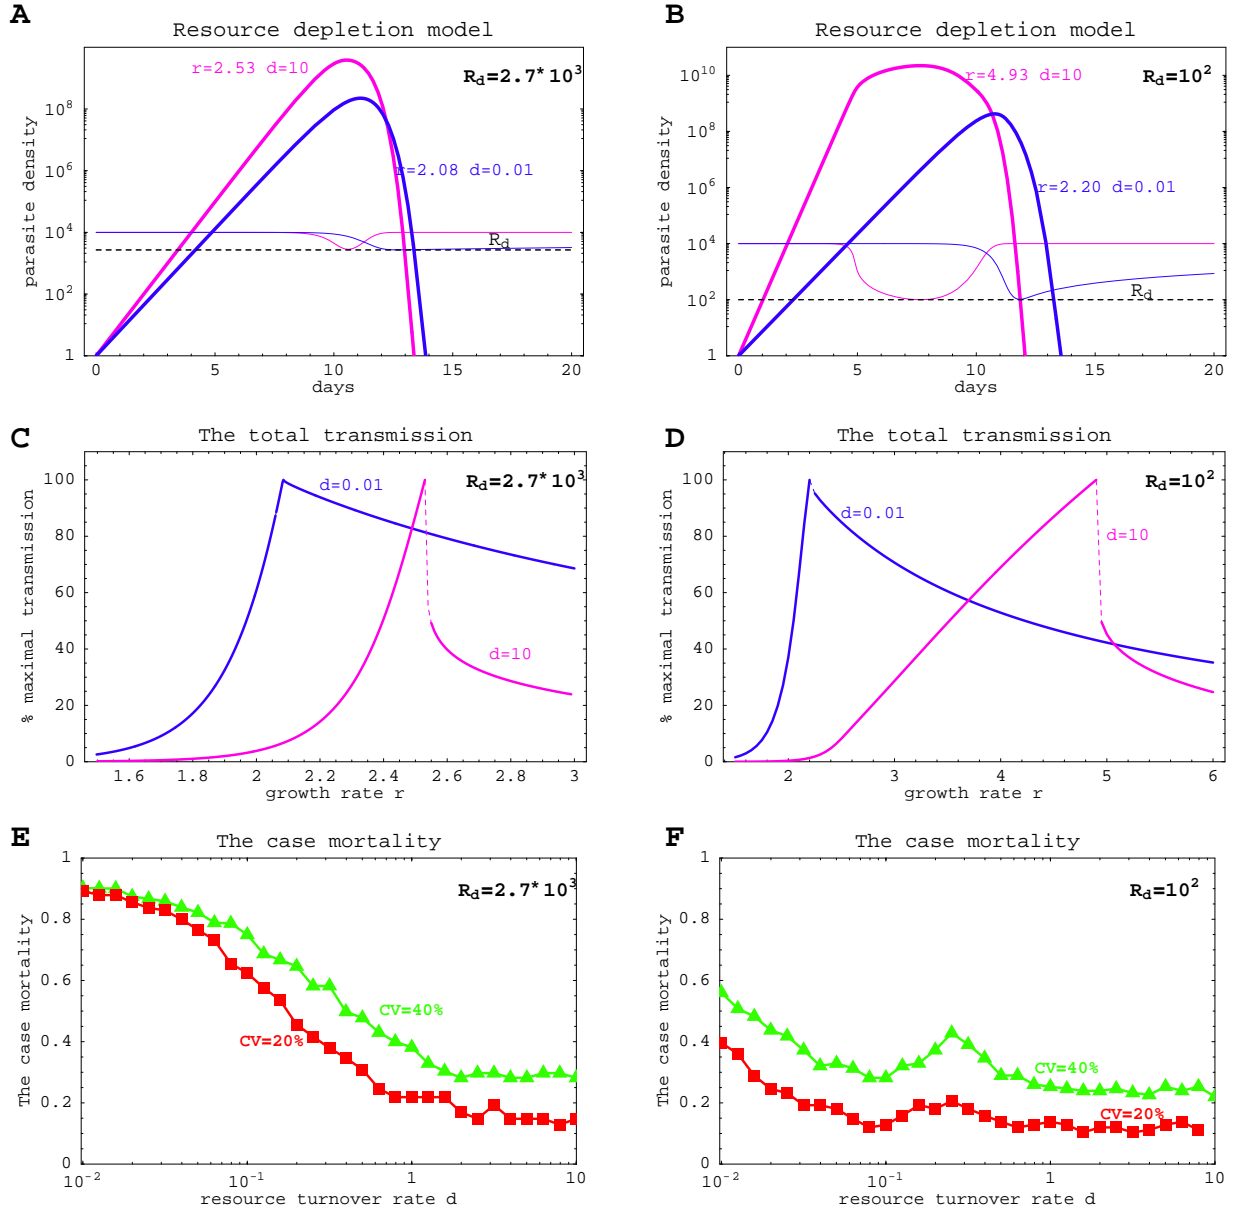 A
Resource depletion model
r=2.53 d=10
R_d=2.7*10^3
r=2.08 d=0.01
R_d
parasite density
10^8
10^6
10^4
10^2
1
0 5 10 15 20
days
B
Resource depletion model
r=4.93 d=10
R_d=10^2
r=2.20 d=0.01
R_d
parasite density
10^10
10^8
10^6
10^4
10^2
1
0 5 10 15 20
days
C
The total transmission
R_d=2.7*10^3
d=0.01
d=10
% maximal transmission
100
80
60
40
20
0
1.6 1.8 2 2.2 2.4 2.6 2.8 3
growth rate r
D
The total transmission
R_d=10^2
d=0.01
d=10
% maximal transmission
100
80
60
40
20
0
2 3 4 5 6
growth rate r
E
The case mortality
R_d=2.7*10^3
CV=40%
CV=20%
The case mortality
1
0.8
0.6
0.4
0.2
0
10^-2 10^-1 1 10
resource turnover rate d
F
The case mortality
R_d=10^2
CV=40%
CV=20%
The case mortality
1
0.8
0.6
0.4
0.2
0
10^-2 10^-1 1 10
resource turnover rate d